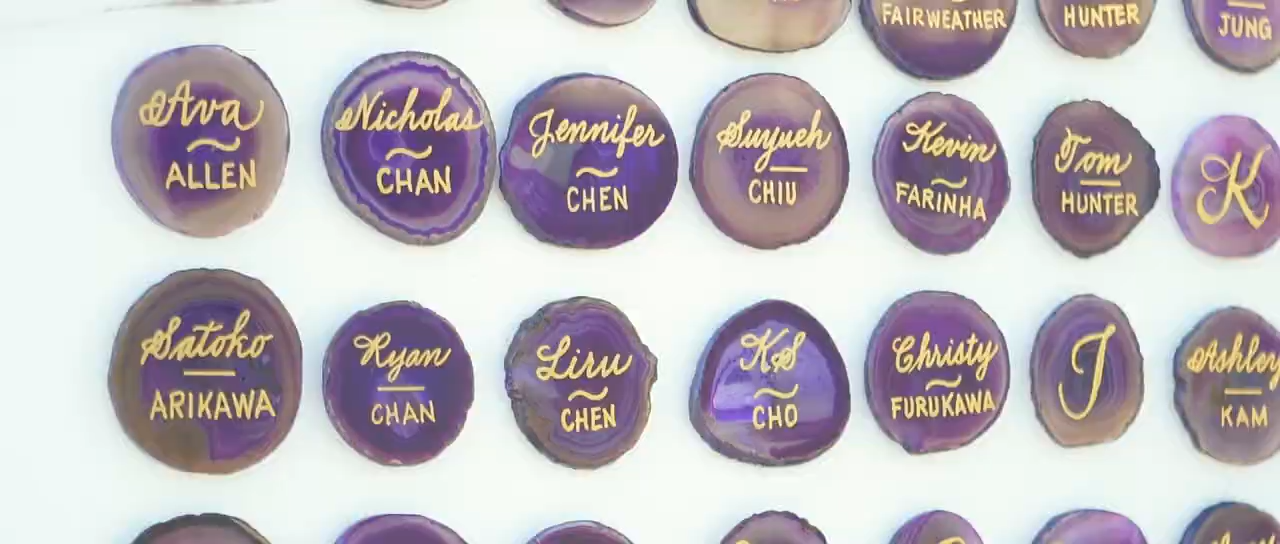 FAIRWEATHER
HUNTER
JUNG
Ava
ALLEN
Nicholas
CHAN
Jennifer
CHEN
Suyueh
CHIU
Kevin
FARINHA
Tom
HUNTER
K
Satoko
ARIKAWA
Ryan
CHAN
Liru
CHEN
KS
CHO
Christy
FURUKAWA
J
Ashley
KAM